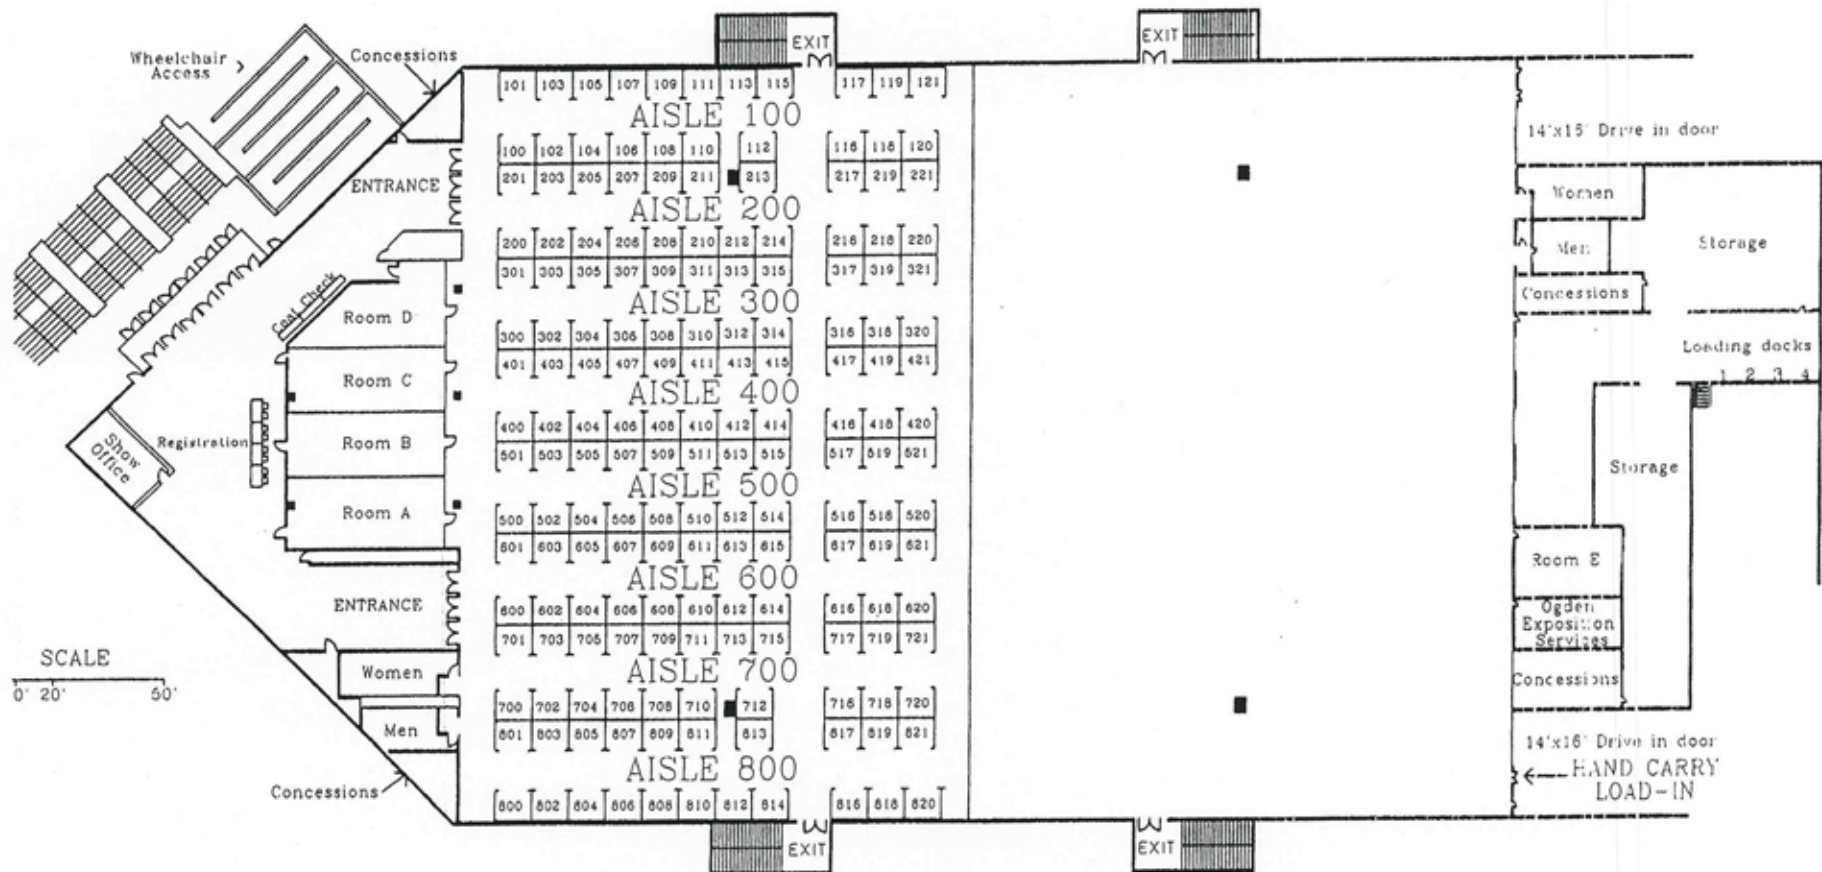 EXIT
EXIT
Wheelchair
Access
Concessions
101 103 105 107 109 111 113 115 117 119 121
AISLE 100
14'x16' Drive in door
100 102 104 106 108 110 112 116 118 120
201 203 205 207 209 211 213 217 219 221
ENTRANCE
Women
AISLE 200
200 202 204 206 208 210 212 214 216 218 220
301 303 305 307 309 311 313 315 317 319 321
Men
Storage
Concessions
AISLE 300
Coat Check
Room D
300 302 304 306 308 310 312 314 316 318 320
401 403 405 407 409 411 413 415 417 419 421
Loading docks
1 2 3 4
Room C
AISLE 400
400 402 404 406 408 410 412 414 416 418 420
501 503 505 507 509 511 513 515 517 519 521
Registration
Room B
Show
Office
Storage
AISLE 500
Room A
500 502 504 506 508 510 512 514 516 518 520
601 603 605 607 609 611 613 615 617 619 621
Room E
AISLE 600
ENTRANCE
600 602 604 606 608 610 612 614 616 618 620
701 703 705 707 709 711 713 715 717 719 721
Ogden
Exposition
Services
SCALE
0' 20' 50'
AISLE 700
Women
Concessions
700 702 704 706 708 710 712 716 718 720
801 803 805 807 809 811 813 817 819 821
Men
14'x16' Drive in door
AISLE 800
HAND CARRY
LOAD-IN
Concessions
800 802 804 806 808 810 812 814 816 818 820
EXIT
EXIT